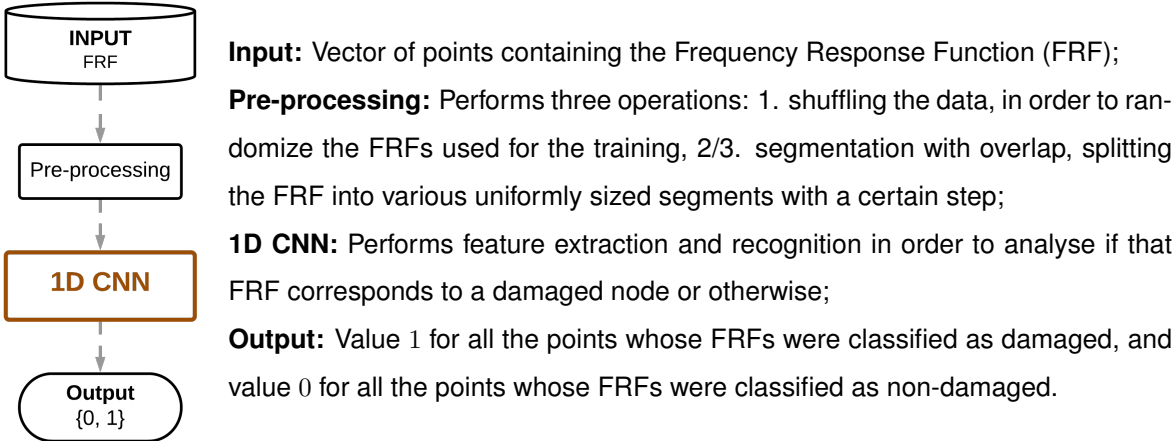 INPUT
FRF
Pre-processing
1D CNN
Output
{0, 1}
Input: Vector of points containing the Frequency Response Function (FRF);
Pre-processing: Performs three operations: 1. shuffling the data, in order to ran-
domize the FRFs used for the training, 2/3. segmentation with overlap, splitting
the FRF into various uniformly sized segments with a certain step;
1D CNN: Performs feature extraction and recognition in order to analyse if that
FRF corresponds to a damaged node or otherwise;
Output: Value 1 for all the points whose FRFs were classified as damaged, and
value 0 for all the points whose FRFs were classified as non-damaged.